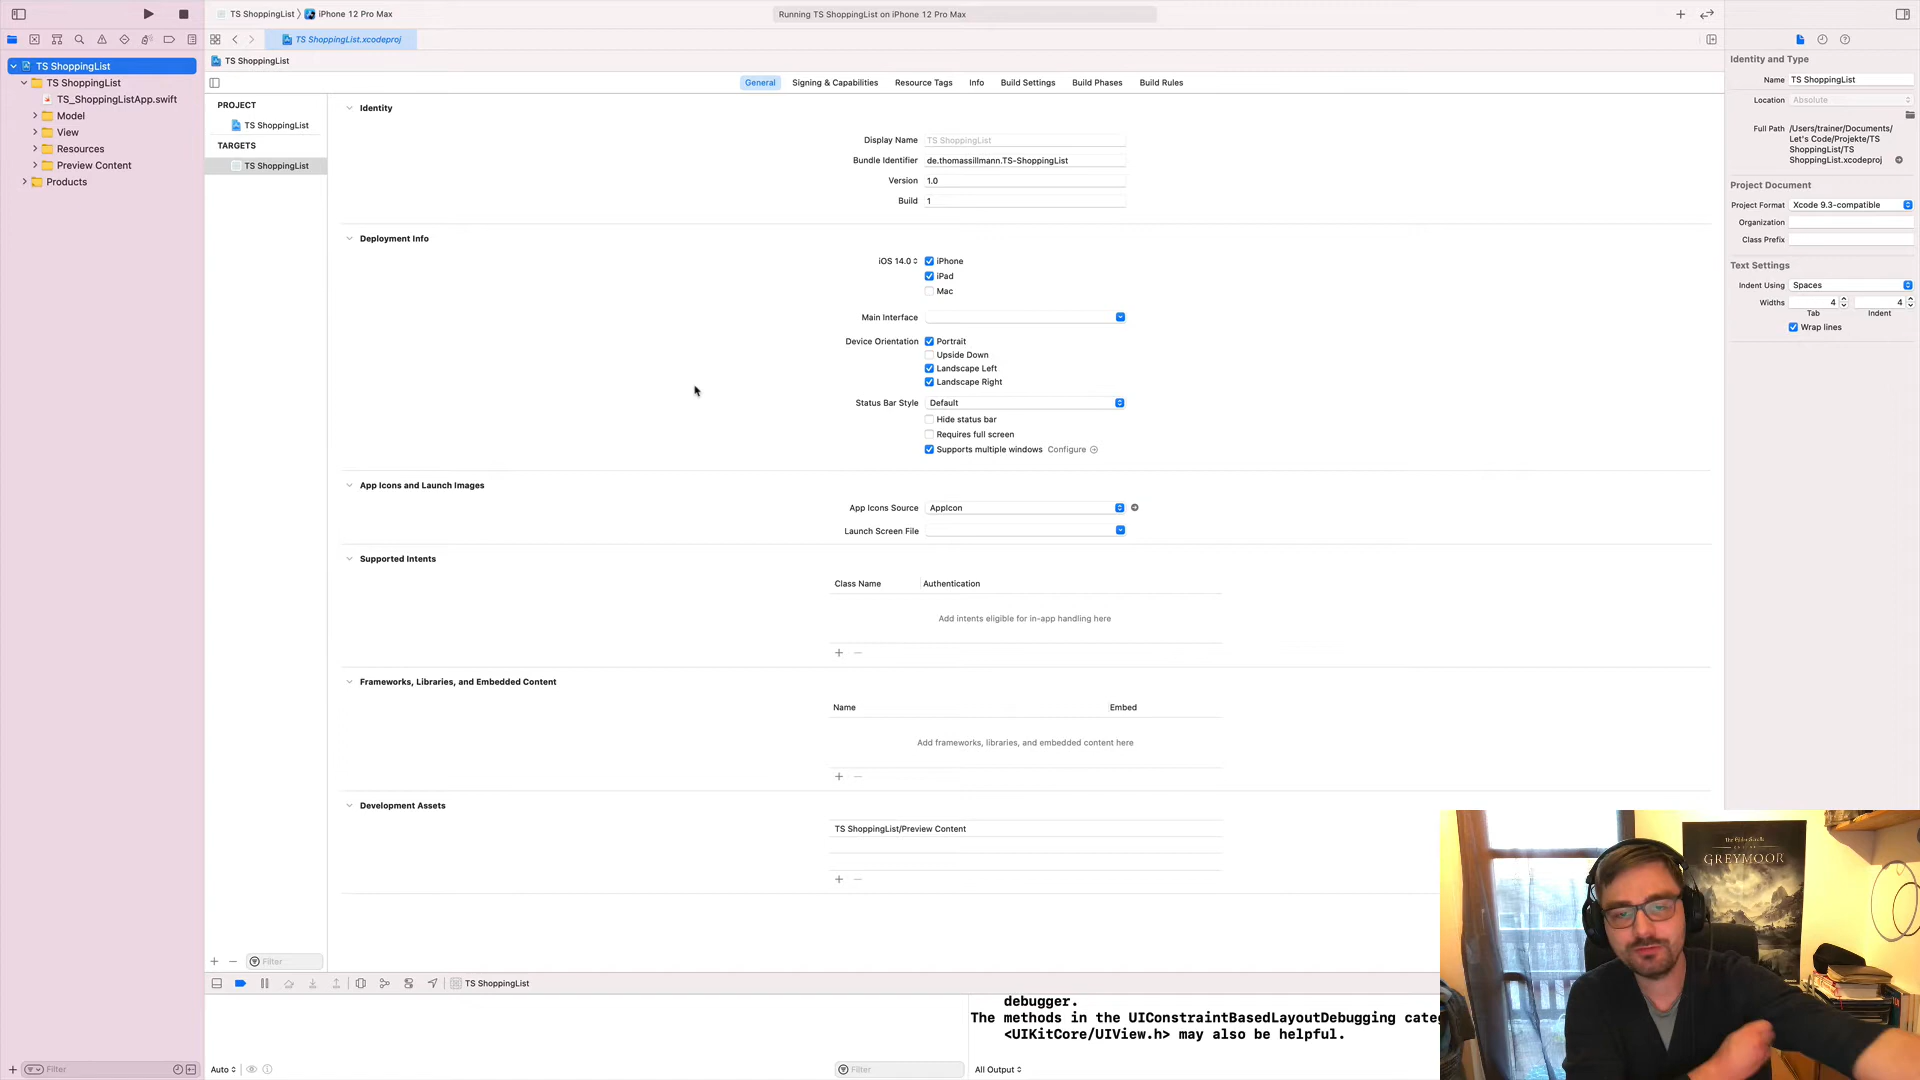 TS ShoppingList
iPhone 12 Pro Max
Running TS ShoppingList on iPhone 12 Pro Max
TS ShoppingList.xcodeproj
TS ShoppingList
TS ShoppingList
TS ShoppingList
TS_ShoppingListApp.swift
Model
View
Resources
Preview Content
Products
General
Signing & Capabilities
Resource Tags
Info
Build Settings
Build Phases
Build Rules
PROJECT
TS ShoppingList
TARGETS
TS ShoppingList
Identity
Display Name TS ShoppingList
Bundle Identifier de.thomassillmann.TS-ShoppingList
Version 1.0
Build 1
Deployment Info
iOS 14.0 iPhone
iPad
Mac
Main Interface
Device Orientation Portrait
Upside Down
Landscape Left
Landscape Right
Status Bar Style Default
Hide status bar
Requires full screen
Supports multiple windows Configure
App Icons and Launch Images
App Icons Source AppIcon
Launch Screen File
Supported Intents
Class Name Authentication
Add intents eligible for in-app handling here
Frameworks, Libraries, and Embedded Content
Name Embed
Add frameworks, libraries, and embedded content here
Development Assets
TS ShoppingList/Preview Content
Filter
Identity and Type
Name TS ShoppingList
Location Absolute
Full Path /Users/trainer/Documents/
Let's Code/Projekte/TS
ShoppingList/TS
ShoppingList.xcodeproj
Project Document
Project Format Xcode 9.3-compatible
Organization
Class Prefix
Text Settings
Indent Using Spaces
Widths 4 4
Tab Indent
Wrap lines
TS ShoppingList
debugger.
The methods in the UIConstraintBasedLayoutDebugging categ
<UIKitCore/UIView.h> may also be helpful.
Filter
Auto
Filter
All Output
The Elder Scrolls
GREYMOOR